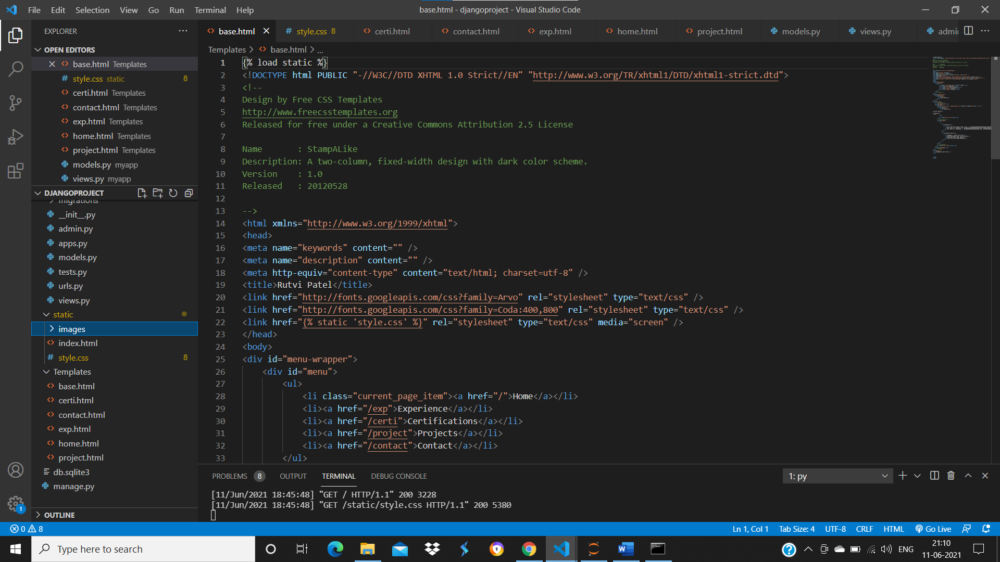 File Edit Selection View Go Run Terminal Help
base.html - djangoproject - Visual Studio Code
EXPLORER
OPEN EDITORS
base.html Templates
style.css static 8
certi.html Templates
contact.html Templates
exp.html Templates
home.html Templates
project.html Templates
models.py myapp
views.py myapp
DJANGOPROJECT
migrations
__init__.py
admin.py
apps.py
models.py
tests.py
urls.py
views.py
static
images
index.html
style.css 8
Templates
base.html
certi.html
contact.html
exp.html
home.html
project.html
db.sqlite3
manage.py
OUTLINE
base.html style.css 8 certi.html contact.html exp.html home.html project.html models.py views.py admi
Templates > base.html > ...
1 {% load static %}
2 <!DOCTYPE html PUBLIC "-//W3C//DTD XHTML 1.0 Strict//EN" "http://www.w3.org/TR/xhtml1/DTD/xhtml1-strict.dtd">
3 <!--
4 Design by Free CSS Templates
5 http://www.freecsstemplates.org
6 Released for free under a Creative Commons Attribution 2.5 License
7
8 Name       : StampALike
9 Description: A two-column, fixed-width design with dark color scheme.
10 Version    : 1.0
11 Released   : 20120528
12
13 -->
14 <html xmlns="http://www.w3.org/1999/xhtml">
15 <head>
16 <meta name="keywords" content="" />
17 <meta name="description" content="" />
18 <meta http-equiv="content-type" content="text/html; charset=utf-8" />
19 <title>Rutvi Patel</title>
20 <link href="http://fonts.googleapis.com/css?family=Arvo" rel="stylesheet" type="text/css" />
21 <link href="http://fonts.googleapis.com/css?family=Coda:400,800" rel="stylesheet" type="text/css" />
22 <link href="{% static 'style.css' %}" rel="stylesheet" type="text/css" media="screen" />
23 </head>
24 <body>
25 <div id="menu-wrapper">
26 <div id="menu">
27 <ul>
28 <li class="current_page_item"><a href="/">Home</a></li>
29 <li><a href="/exp">Experience</a></li>
30 <li><a href="/certi">Certifications</a></li>
31 <li><a href="/project">Projects</a></li>
32 <li><a href="/contact">Contact</a></li>
33 </ul>
PROBLEMS 8 OUTPUT TERMINAL DEBUG CONSOLE 1: py
[11/Jun/2021 18:45:48] "GET / HTTP/1.1" 200 3228
[11/Jun/2021 18:45:48] "GET /static/style.css HTTP/1.1" 200 5380
1
0 8 Ln 1, Col 1 Tab Size: 4 UTF-8 CRLF HTML Go Live
Type here to search
ENG
21:10
11-06-2021